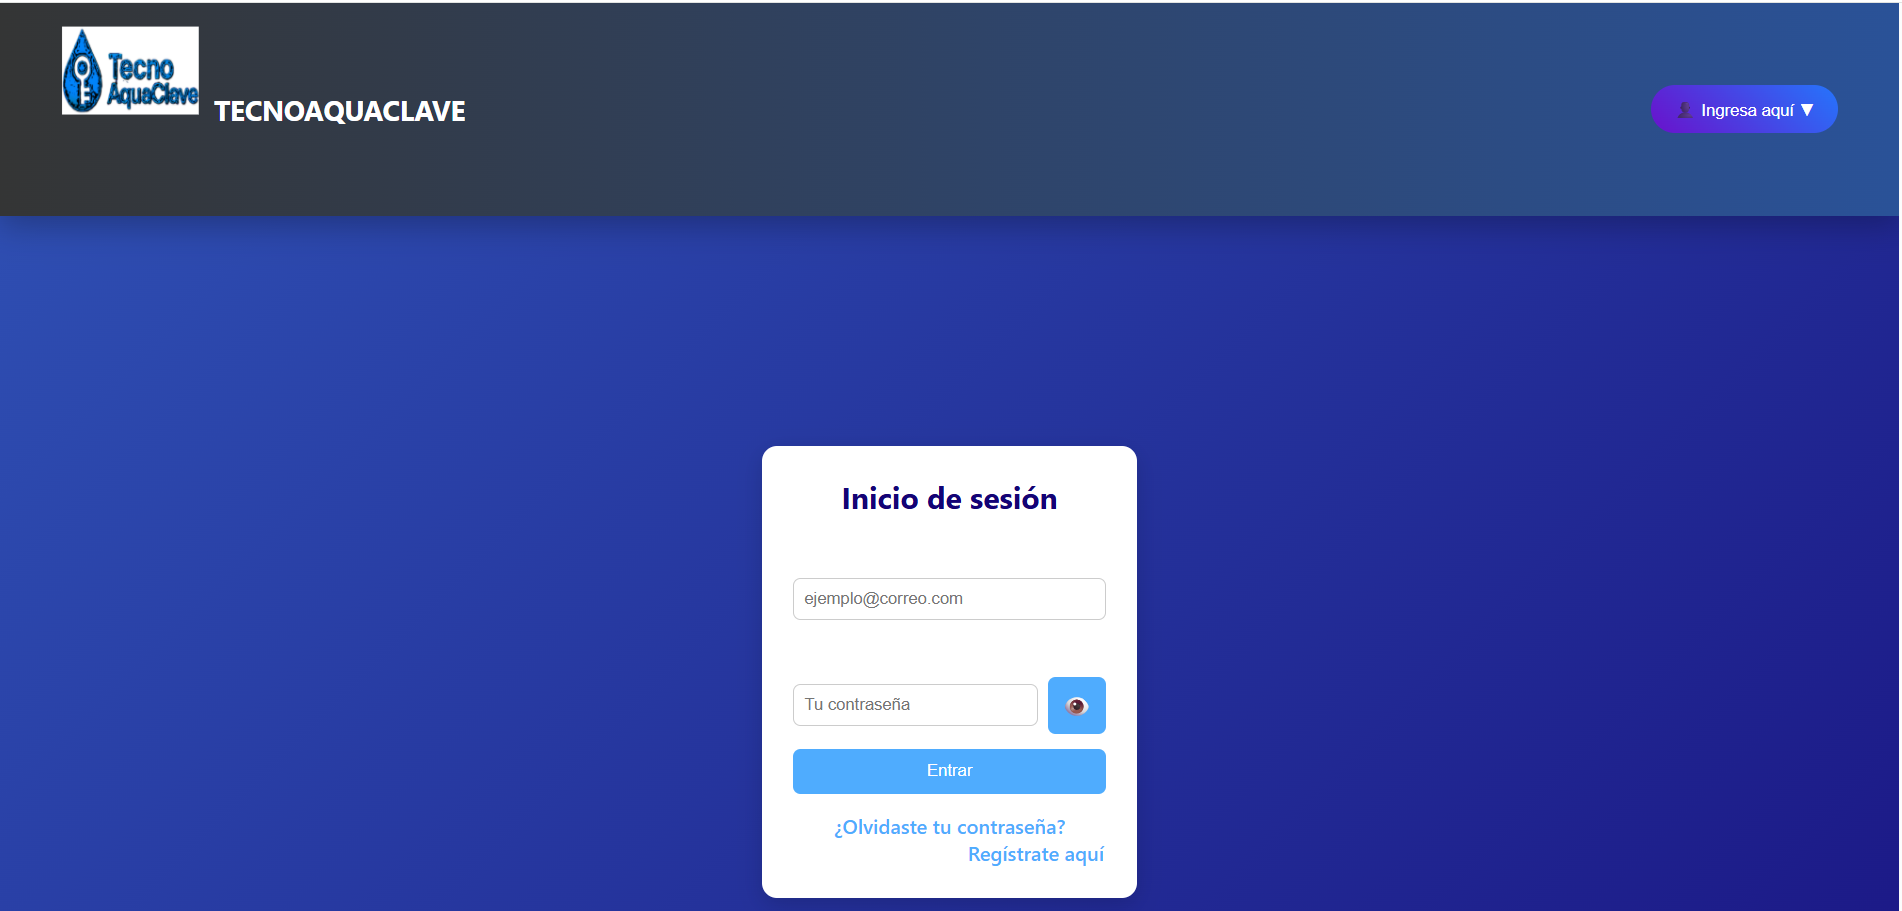 Tecno
AquaClave
TECNOAQUACLAVE
Ingresa aquí ▼
Inicio de sesión
ejemplo@correo.com
Tu contraseña
Entrar
¿Olvidaste tu contraseña?
Regístrate aquí